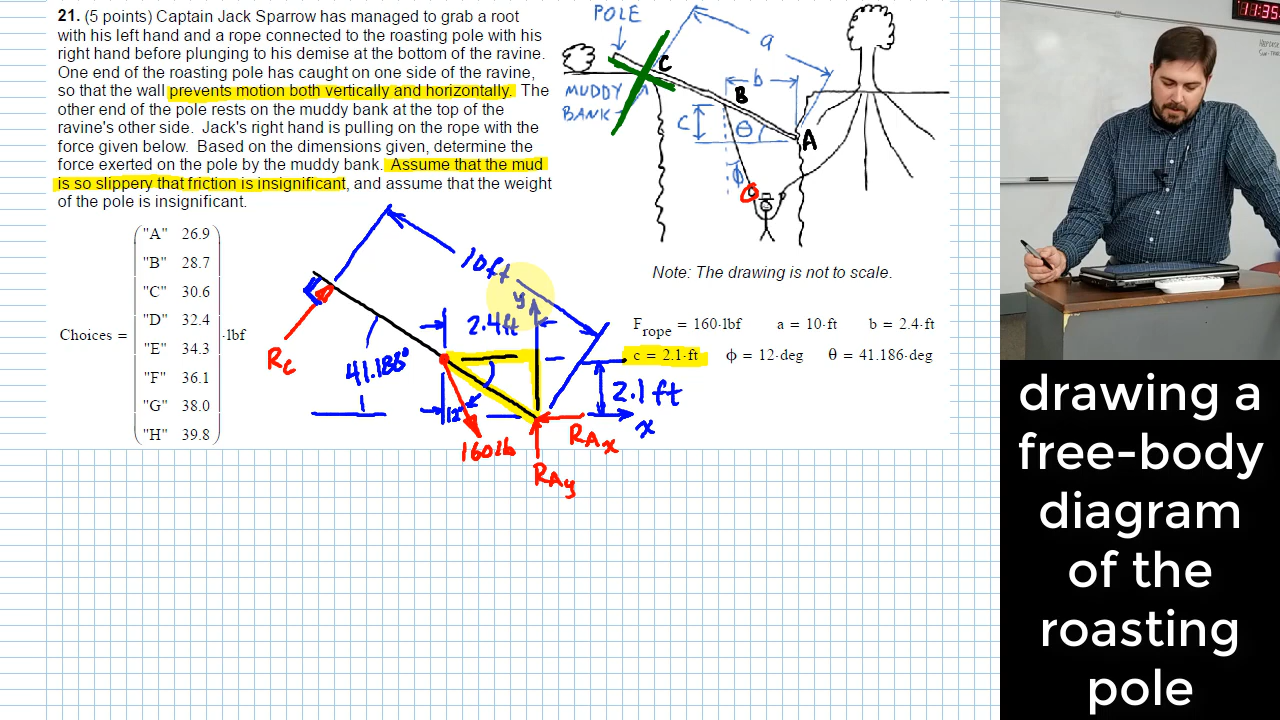 21. (5 points) Captain Jack Sparrow has managed to grab a root
with his left hand and a rope connected to the roasting pole with his
right hand before plunging to his demise at the bottom of the ravine.
One end of the roasting pole has caught on one side of the ravine,
so that the wall prevents motion both vertically and horizontally. The
other end of the pole rests on the muddy bank at the top of the
ravine's other side. Jack's right hand is pulling on the rope with the
force given below. Based on the dimensions given, determine the
force exerted on the pole by the muddy bank. Assume that the mud
is so slippery that friction is insignificant, and assume that the weight
of the pole is insignificant.
POLE
a
C
b
MUDDY
BANK
B
c
θ
A
ϕ
Note: The drawing is not to scale.
Choices =
"A" 26.9
"B" 28.7
"C" 30.6
"D" 32.4
"E" 34.3
"F" 36.1
"G" 38.0
"H" 39.8
·lbf
F rope = 160·lbf a = 10·ft b = 2.4·ft
c = 2.1·ft ϕ = 12·deg θ = 41.186·deg
10ft
y
2.4ft
RC
41.186°
2.1 ft
12°
x
160lb
RAx
RAy
11:35
drawing a
free-body
diagram
of the
roasting
pole